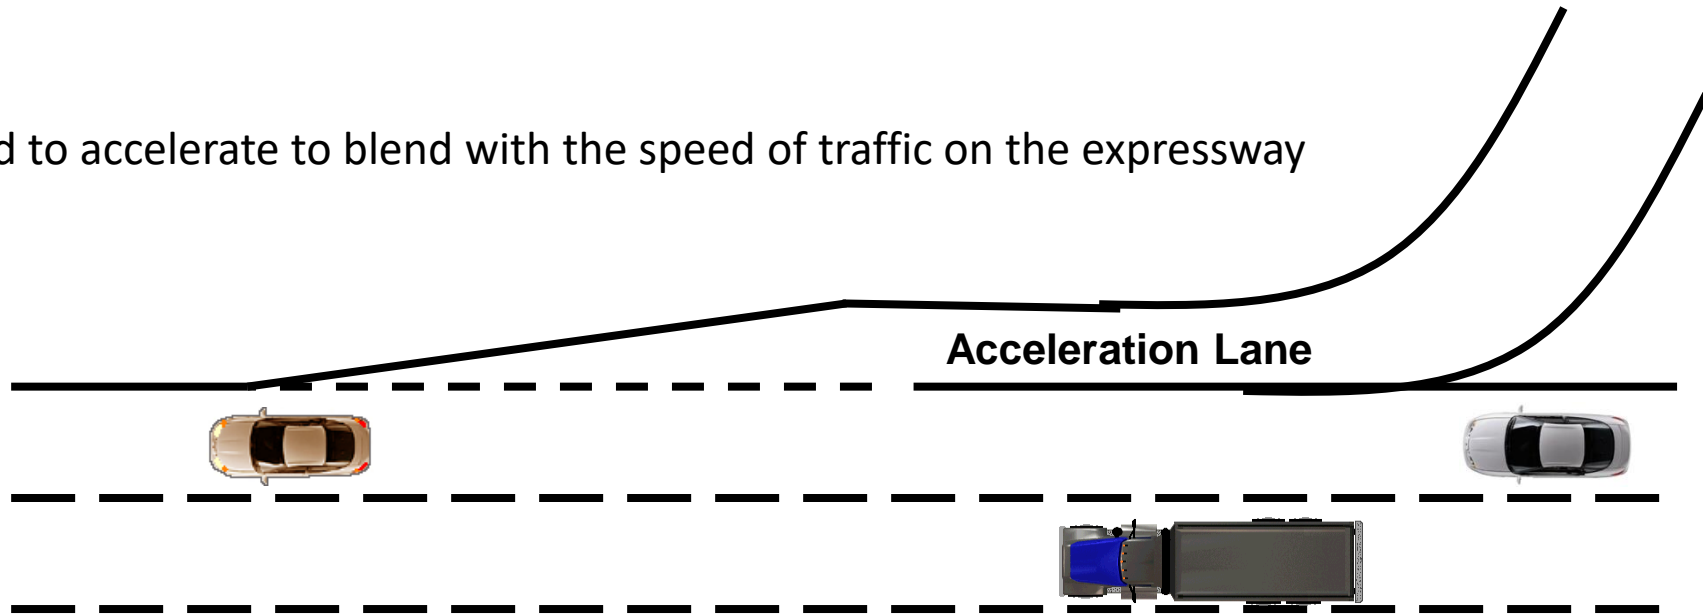 to accelerate to blend with the speed of traffic on the expressway
Acceleration Lane